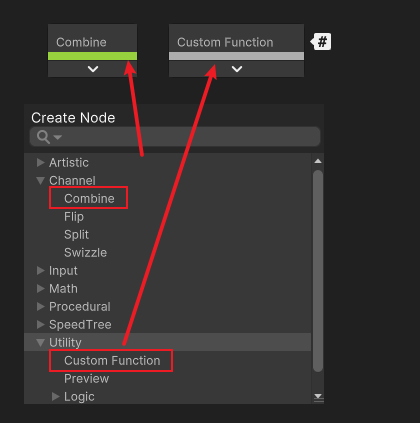 Combine
Custom Function
#
Create Node
Artistic
Channel
Combine
Flip
Split
Swizzle
Input
Math
Procedural
SpeedTree
Utility
Custom Function
Preview
Logic